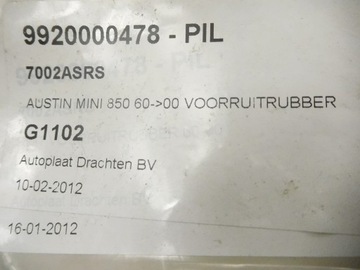 9920000478 - PIL
7002ASRS
AUSTIN MINI 850 60->00 VOORRUITRUBBER
G1102
Autoplaat Drachten BV
10-02-2012
16-01-2012